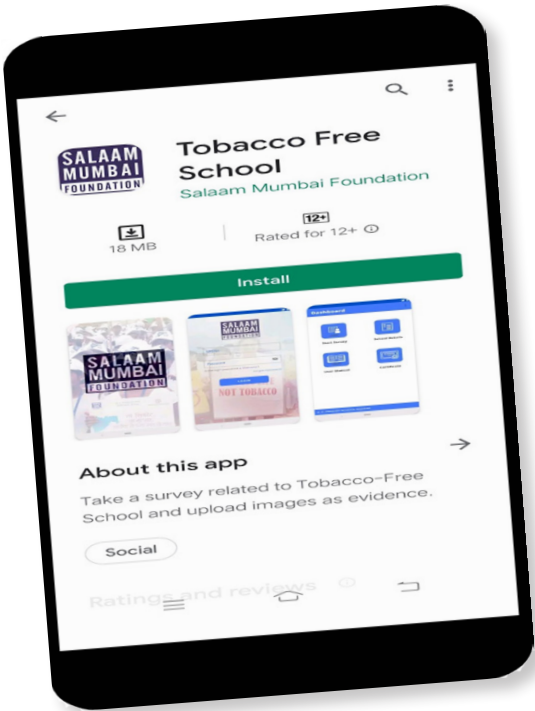 Tobacco Free
School
Salaam Mumbai Foundation
SALAAM
MUMBAI
FOUNDATION
18 MB
12+
Rated for 12+
Install
SALAAM
MUMBAI
FOUNDATION
SALAAM
MUMBAI
FOUNDATION
NOT TOBACCO
Dashboard
About this app
Take a survey related to Tobacco-Free
School and upload images as evidence.
Social
Ratings and reviews